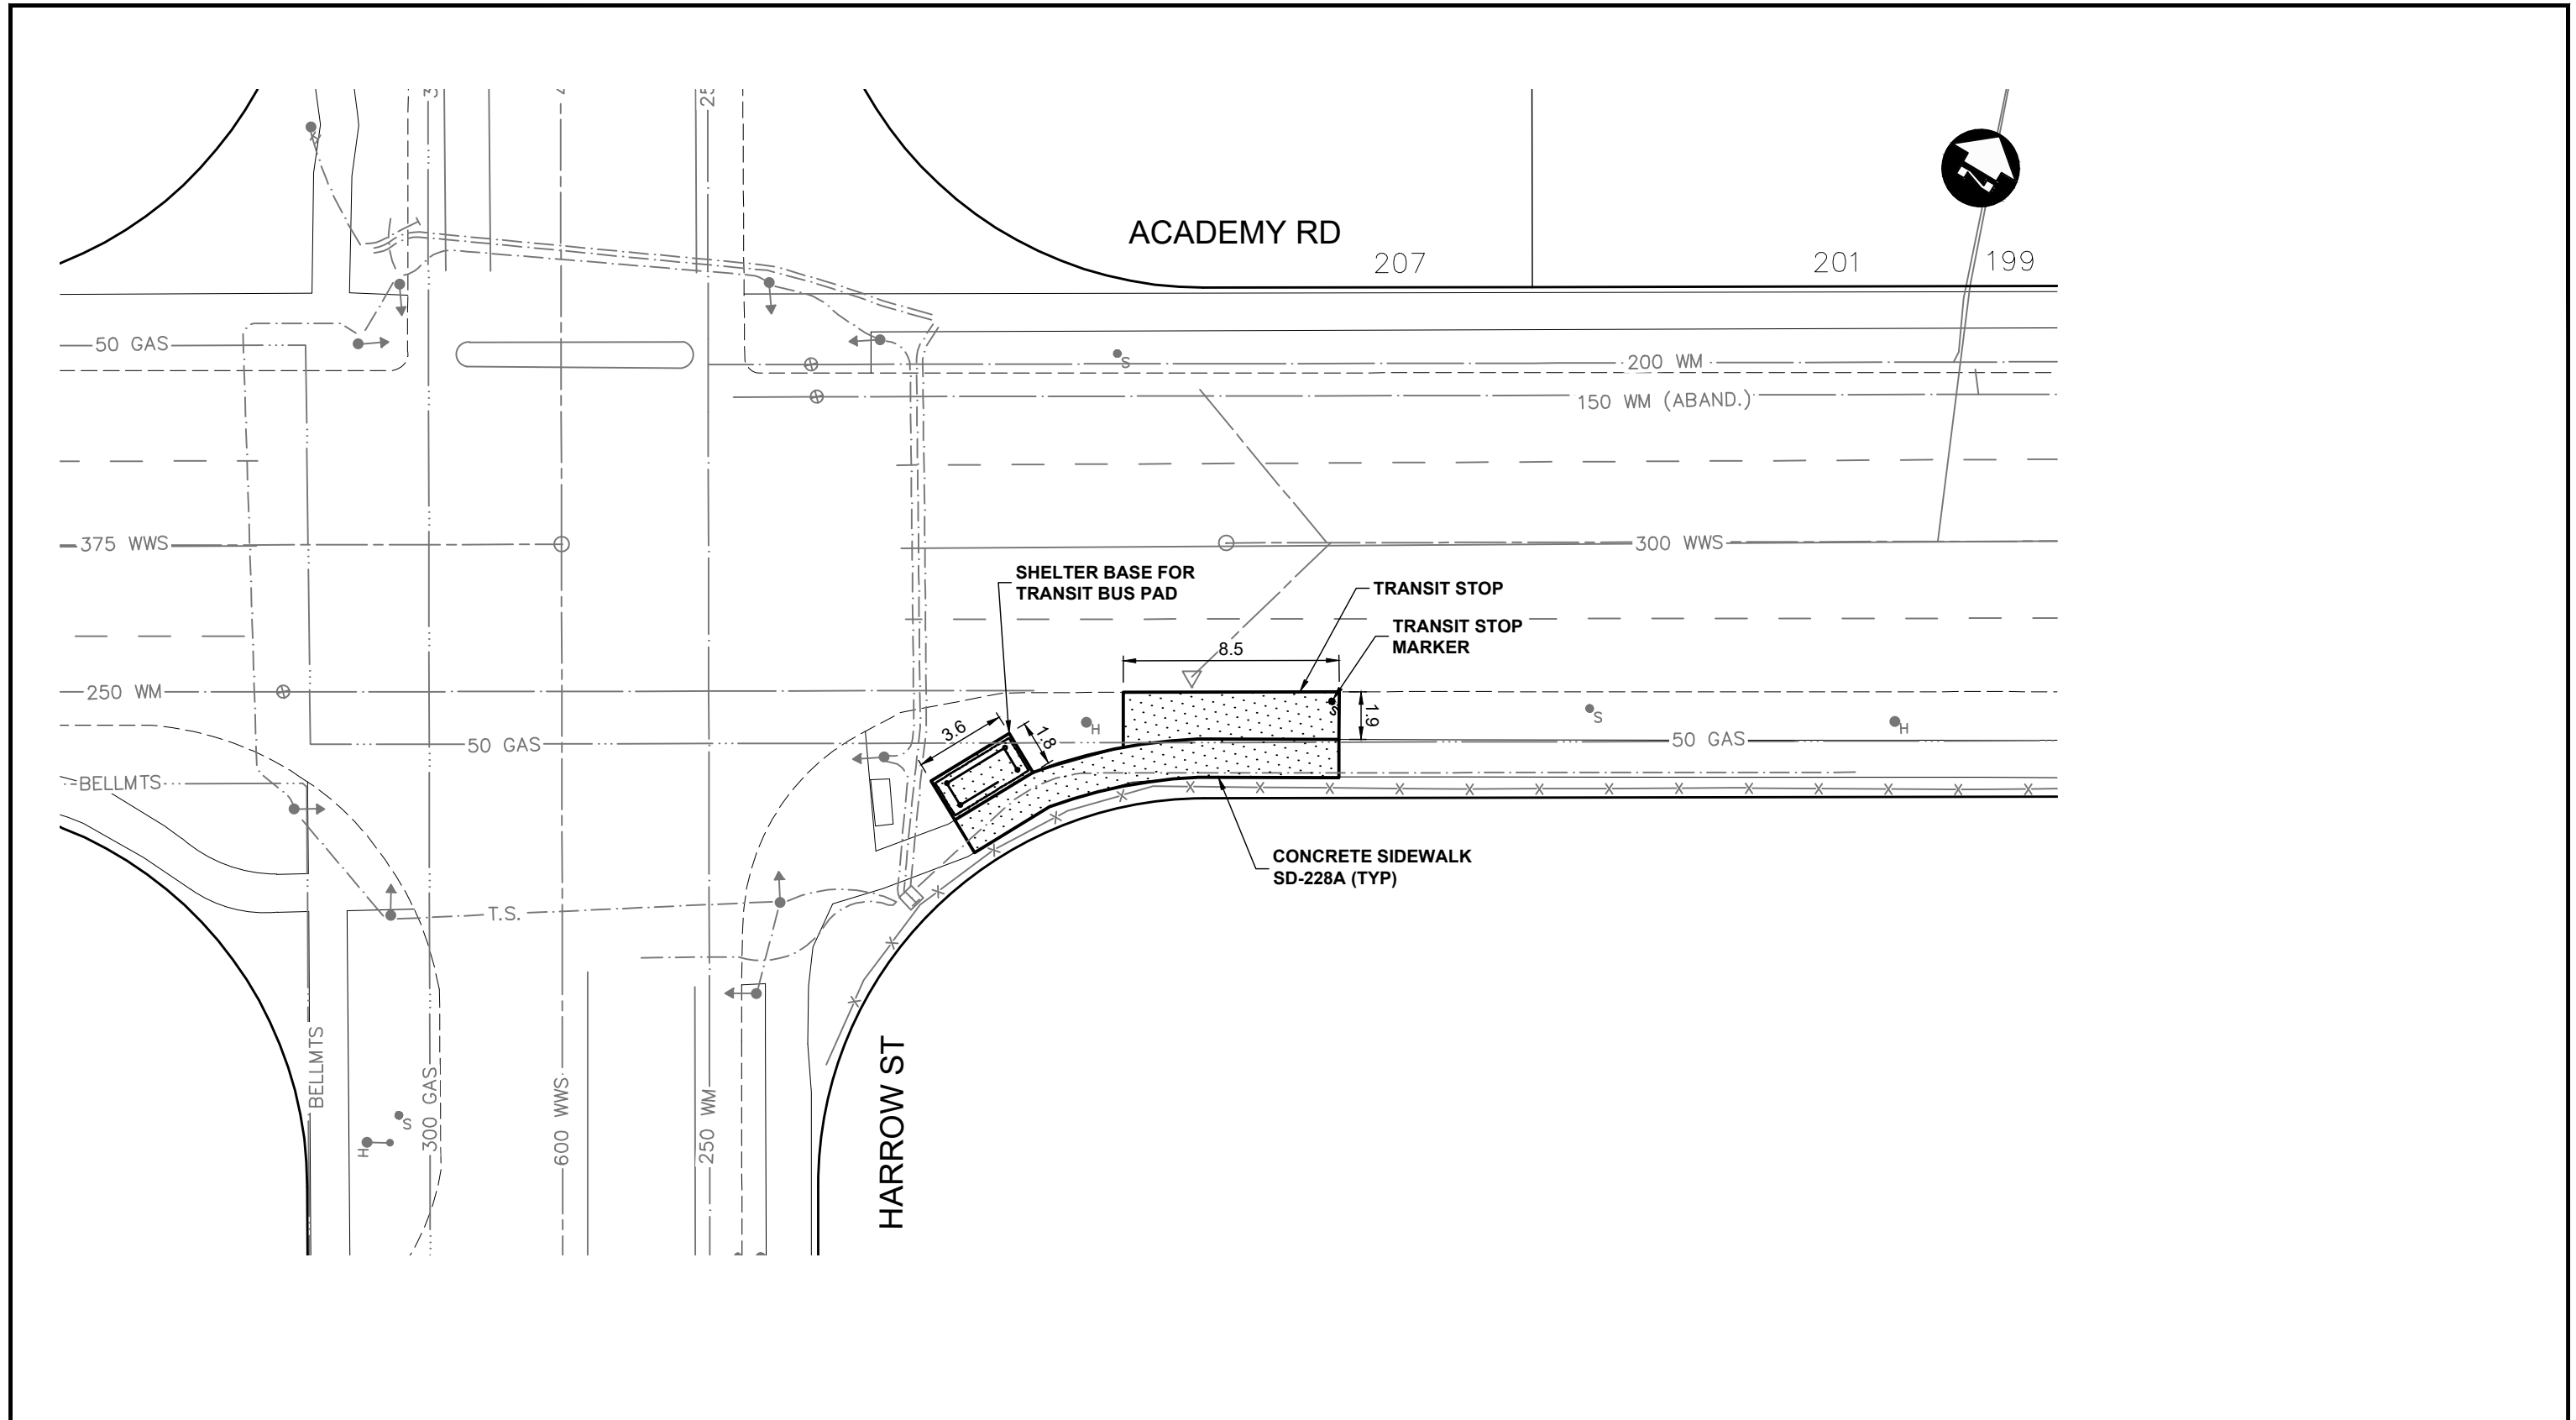 25
ACADEMY RD
207
201
199
50 GAS
200 WM
150 WM (ABAND.)
375 WWS
300 WWS
SHELTER BASE FOR
TRANSIT BUS PAD
TRANSIT STOP
TRANSIT STOP
MARKER
8.5
1.9
3.6
1.8
250 WM
50 GAS
50 GAS
S
H
S
S
H
BELLMTS
CONCRETE SIDEWALK
SD-228A (TYP)
T.S.
HARROW ST
BELLMTS
300 GAS
600 WWS
250 WM
S
H